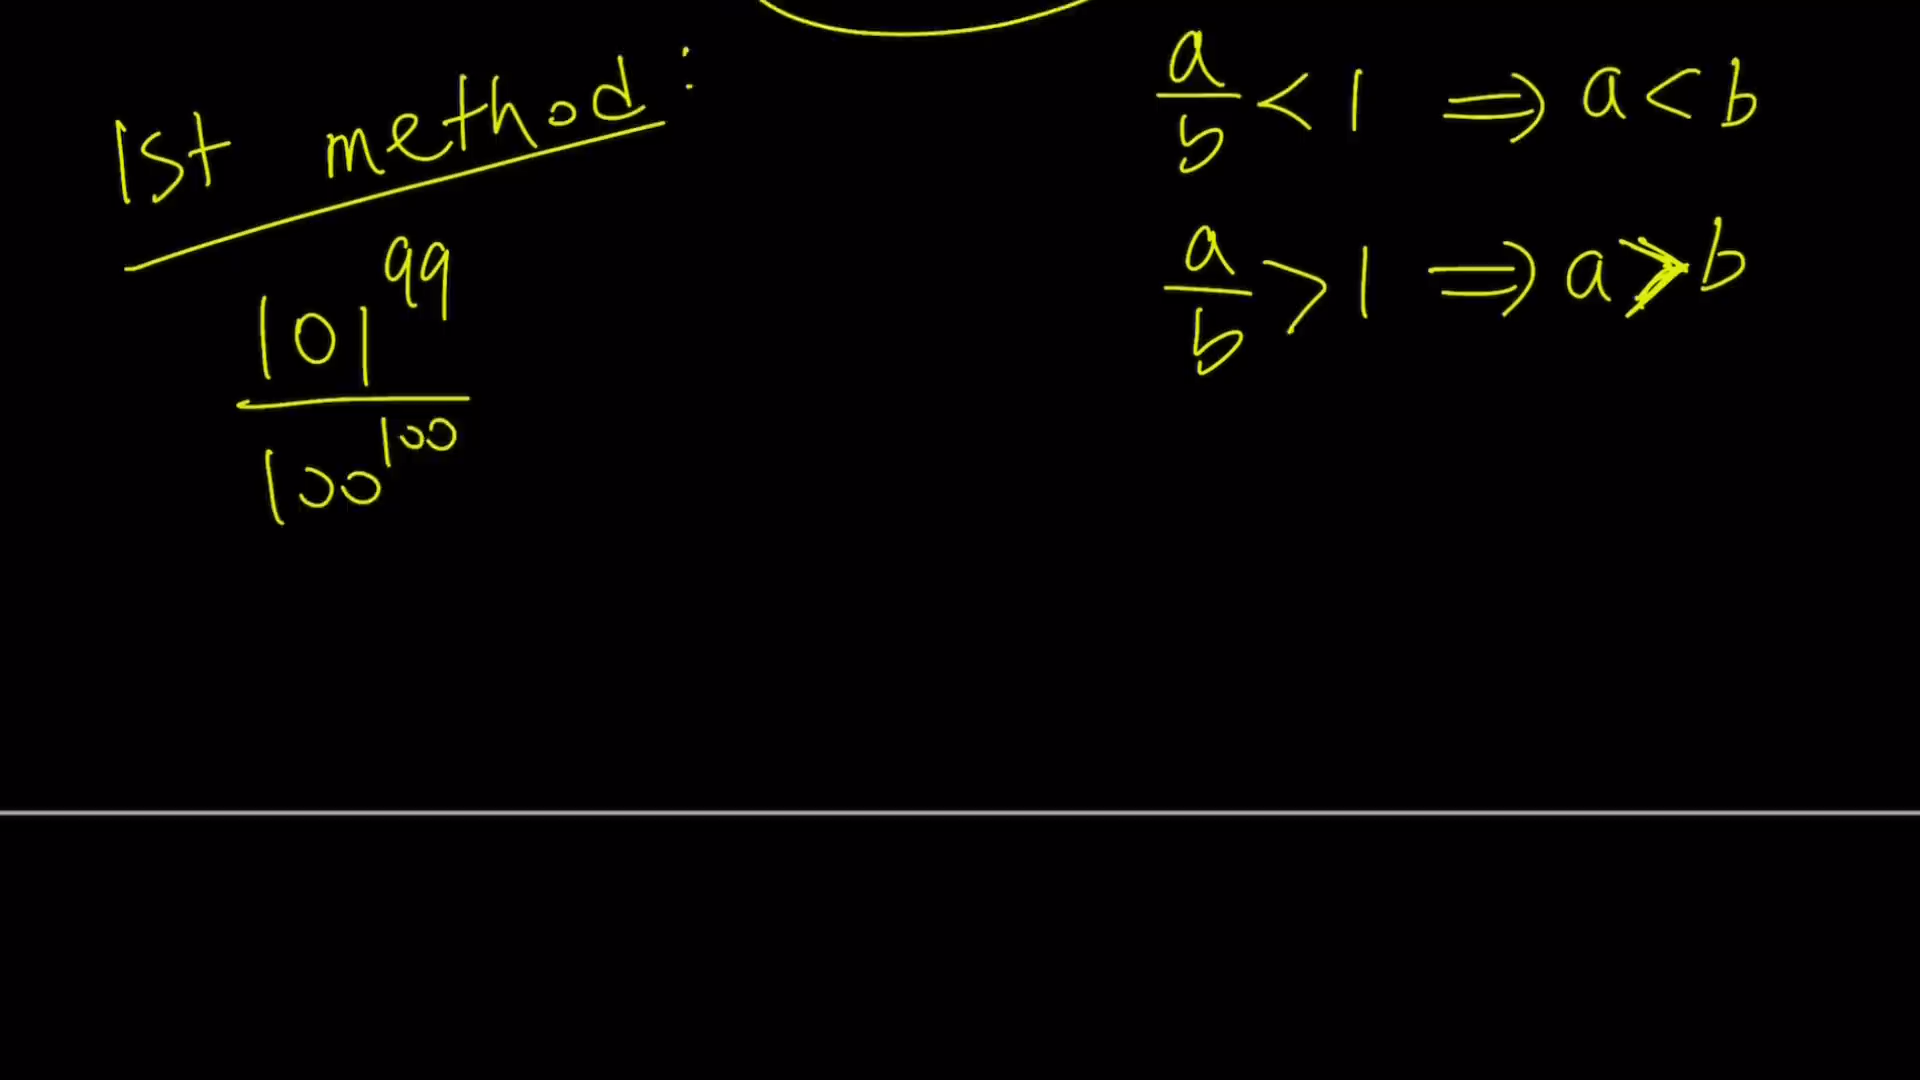 1st method:
a/b < 1 ⟹ a < b
a/b > 1 ⟹ a > b
101^99
100^100